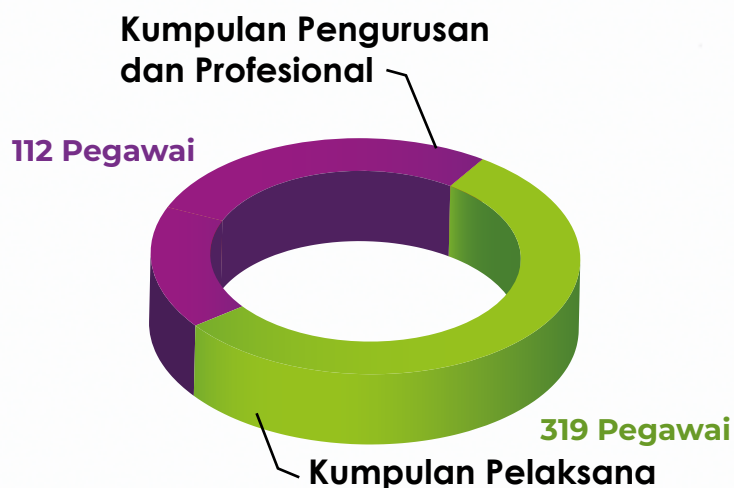 Kumpulan Pengurusan
dan Profesional
112 Pegawai
319 Pegawai
Kumpulan Pelaksana